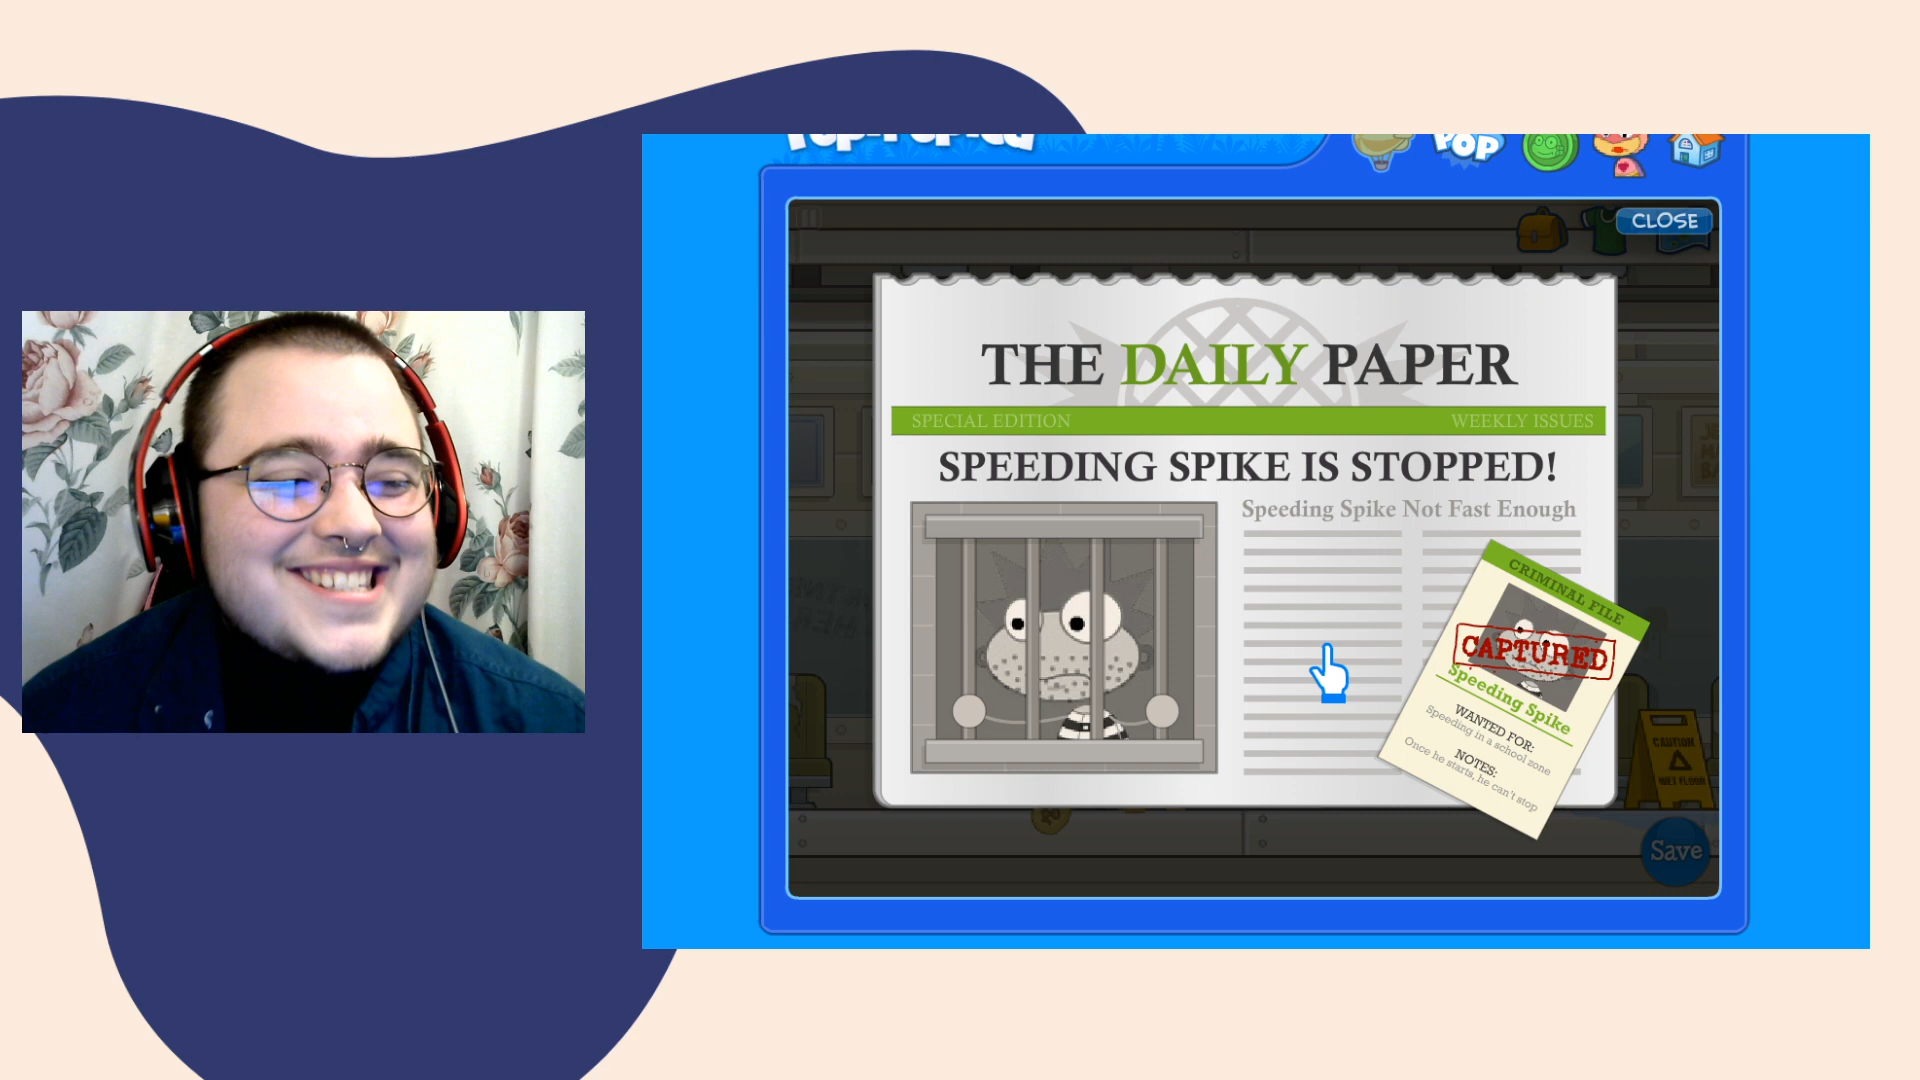 Poptropica
POP
CLOSE
THE DAILY PAPER
SPECIAL EDITION
WEEKLY ISSUES
SPEEDING SPIKE IS STOPPED!
Speeding Spike Not Fast Enough
CRIMINAL FILE
CAPTURED
Speeding Spike
WANTED FOR:
Speeding in a school zone
NOTES:
Once he starts, he can't stop
CAUTION
WET FLOOR
Save